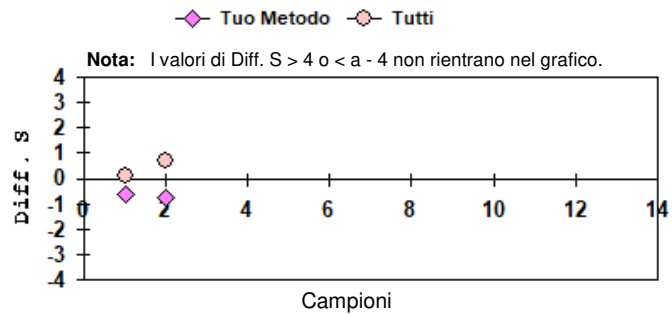 Tuo Metodo Tutti
Nota: I valori di Diff. S > 4 o < a - 4 non rientrano nel grafico.
4
3
2
1
0
-1
-2
-3
-4
Diff. S
0 2 4 6 8 10 12 14
Campioni